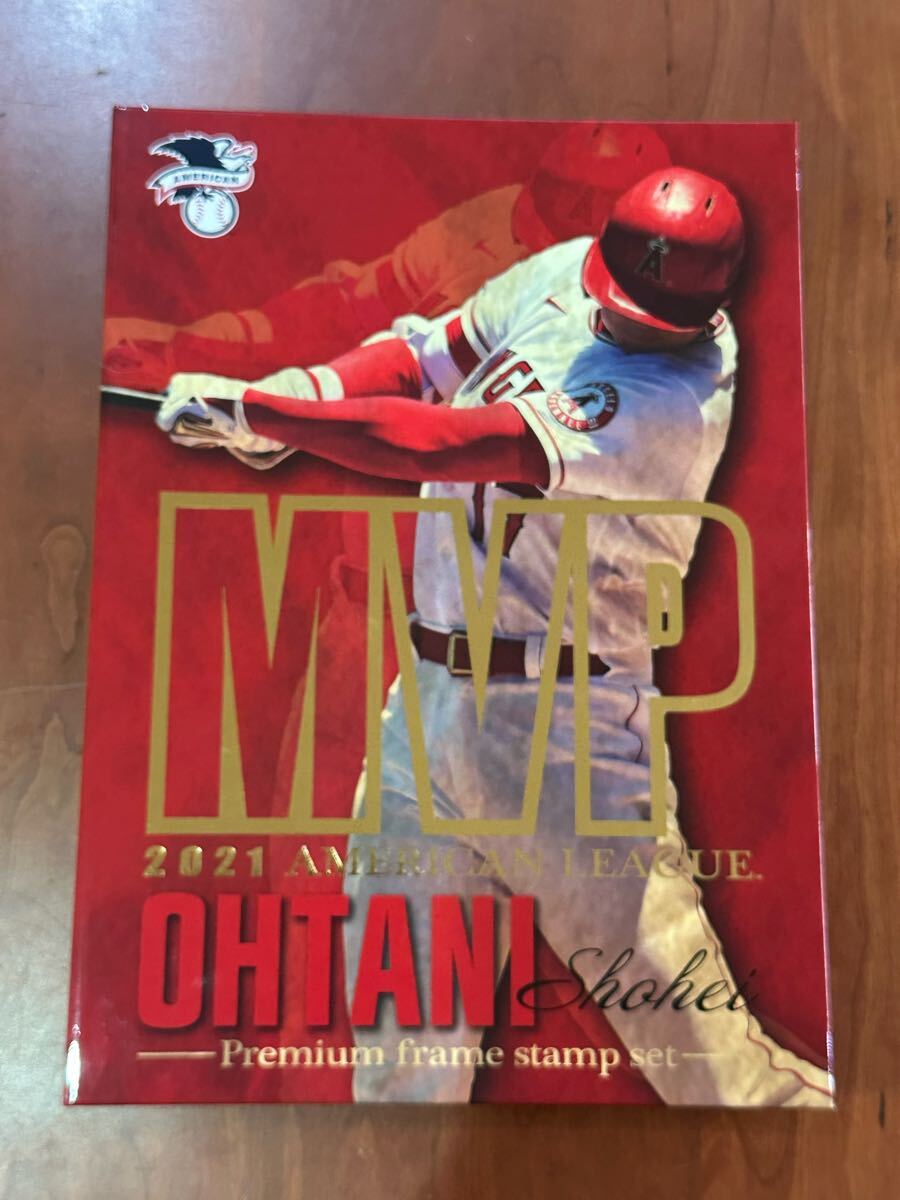 AMERICAN
A
MVP
2021 AMERICAN LEAGUE.
OHTANI Shohei
Premium frame stamp set